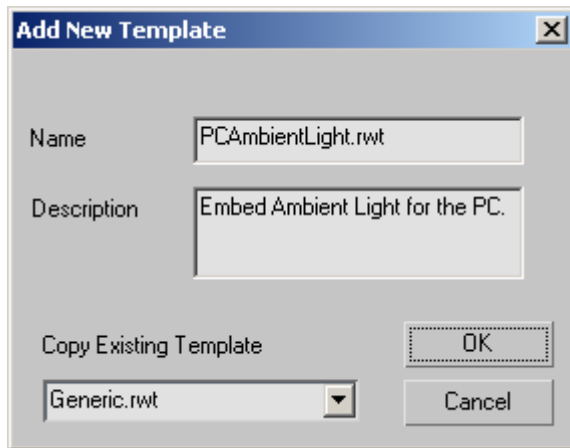 Add New Template
Name
PCAmbientLight.rwt
Description
Embed Ambient Light for the PC.
Copy Existing Template
OK
Generic.rwt
Cancel